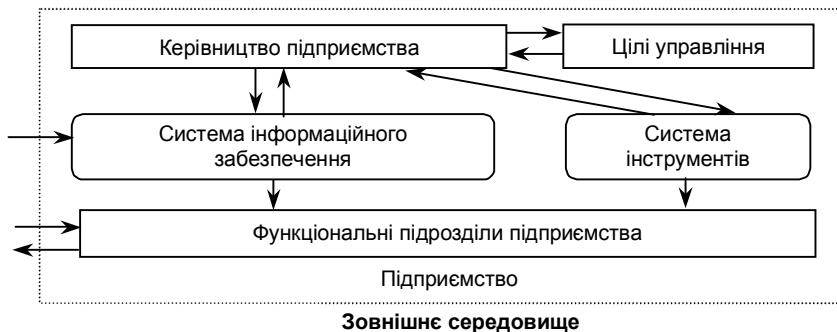 Керівництво підприємства
Цілі управління
Система інформаційного
забезпечення
Система
інструментів
Функціональні підрозділи підприємства
Підприємство
Зовнішнє середовище